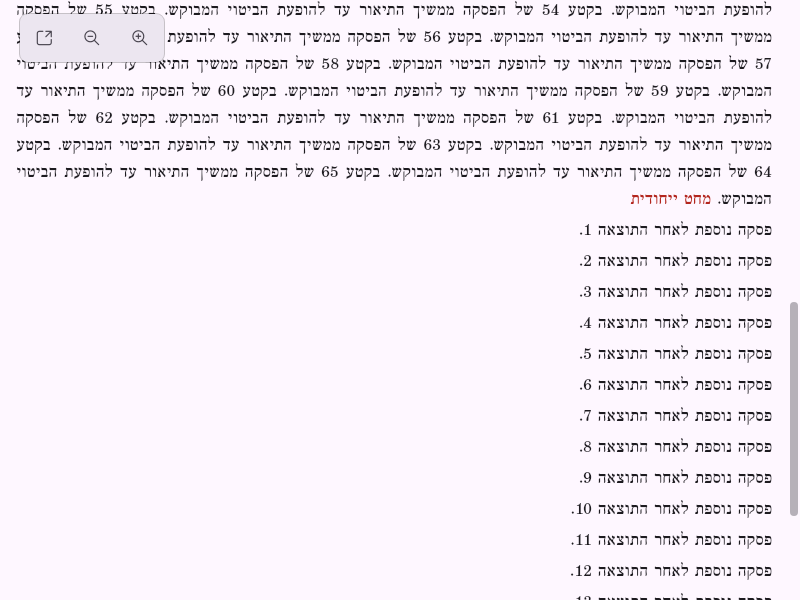 להופעת הביטוי המבוקש. בקטע 54 של הפסקה ממשיך התיאור עד להופעת הביטוי המבוקש. בקטע 55 של הפסקה
ממשיך התיאור עד להופעת הביטוי המבוקש. בקטע 56 של הפסקה ממשיך התיאור עד להופעת
57 של הפסקה ממשיך התיאור עד להופעת הביטוי המבוקש. בקטע 58 של הפסקה ממשיך התיאור עד להופעת הביטוי
המבוקש. בקטע 59 של הפסקה ממשיך התיאור עד להופעת הביטוי המבוקש. בקטע 60 של הפסקה ממשיך התיאור עד
להופעת הביטוי המבוקש. בקטע 61 של הפסקה ממשיך התיאור עד להופעת הביטוי המבוקש. בקטע 62 של הפסקה
ממשיך התיאור עד להופעת הביטוי המבוקש. בקטע 63 של הפסקה ממשיך התיאור עד להופעת הביטוי המבוקש. בקטע
64 של הפסקה ממשיך התיאור עד להופעת הביטוי המבוקש. בקטע 65 של הפסקה ממשיך התיאור עד להופעת הביטוי
המבוקש. מחט ייחודית
פסקה נוספת לאחר התוצאה 1.
פסקה נוספת לאחר התוצאה 2.
פסקה נוספת לאחר התוצאה 3.
פסקה נוספת לאחר התוצאה 4.
פסקה נוספת לאחר התוצאה 5.
פסקה נוספת לאחר התוצאה 6.
פסקה נוספת לאחר התוצאה 7.
פסקה נוספת לאחר התוצאה 8.
פסקה נוספת לאחר התוצאה 9.
פסקה נוספת לאחר התוצאה 10.
פסקה נוספת לאחר התוצאה 11.
פסקה נוספת לאחר התוצאה 12.